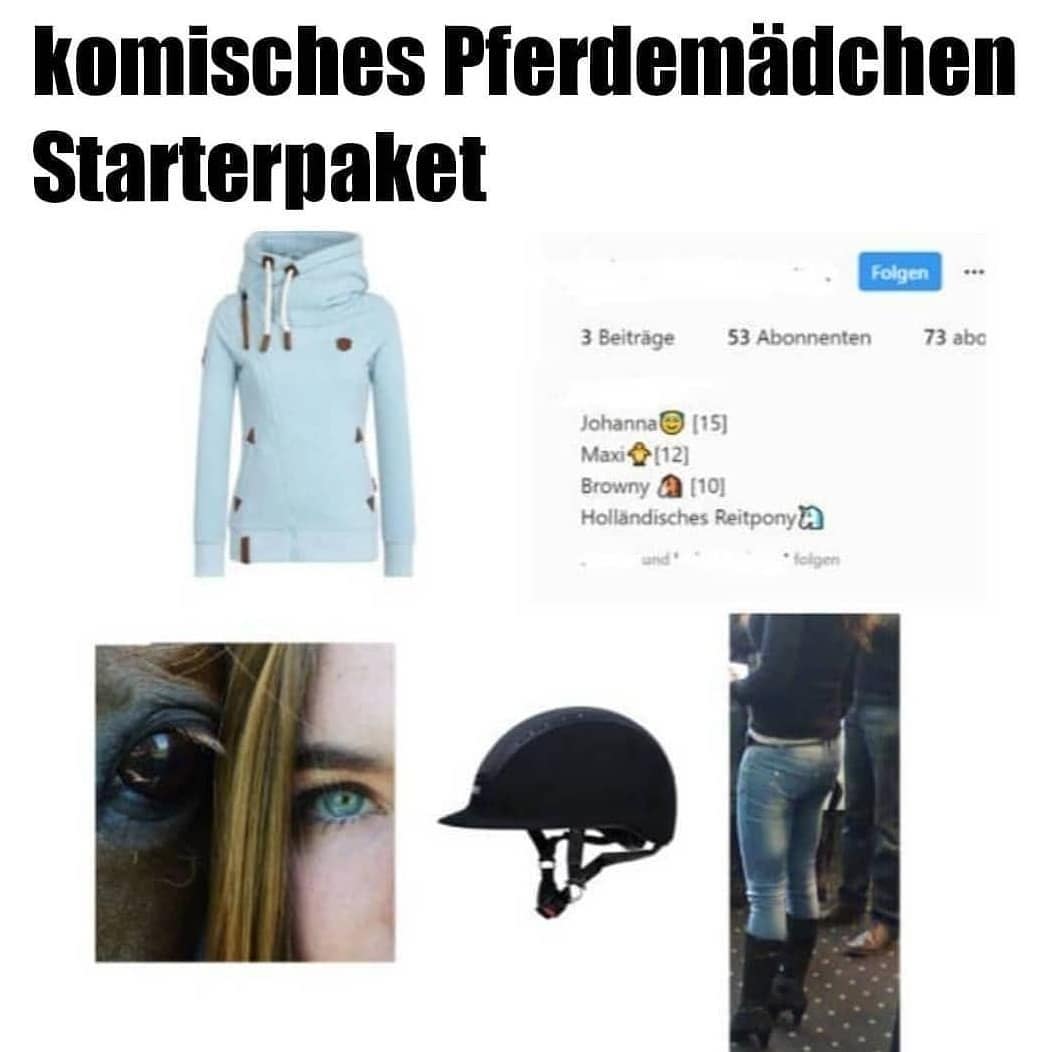 komisches Pferdemädchen
Starterpaket
Folgen ...
3 Beiträge 53 Abonnenten 73 abo
Johanna😇 [15]
Maxi🐥[12]
Browny 🐴 [10]
Holländisches Reitpony🐴
und
folgen